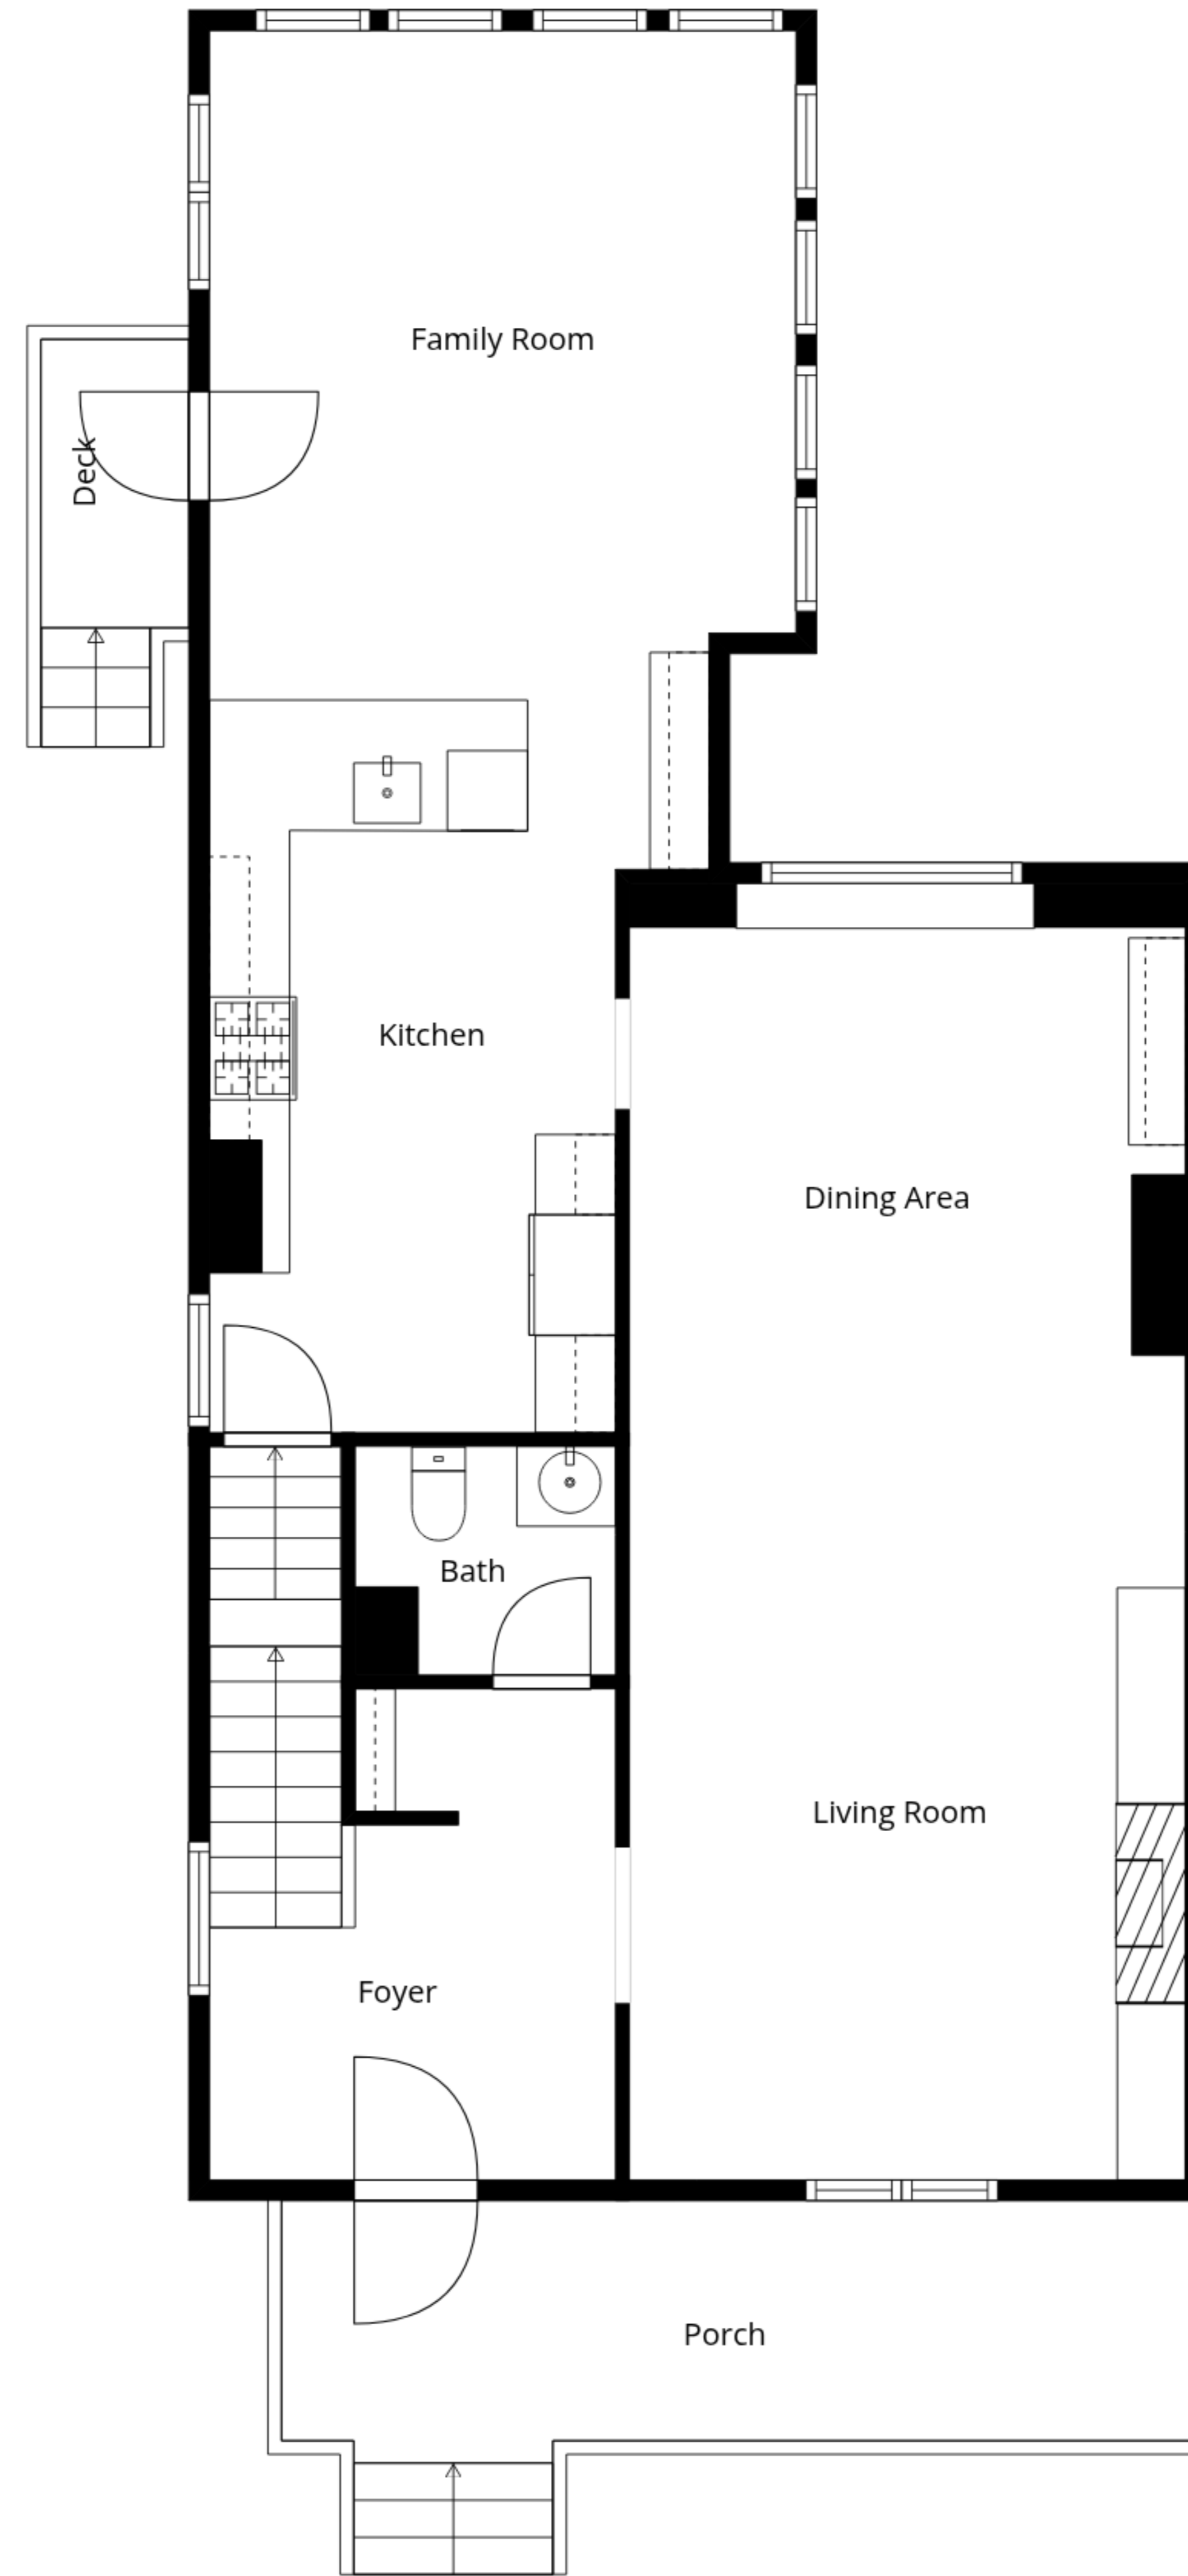 Family Room
Deck
Kitchen
Dining Area
Bath
Living Room
Foyer
Porch